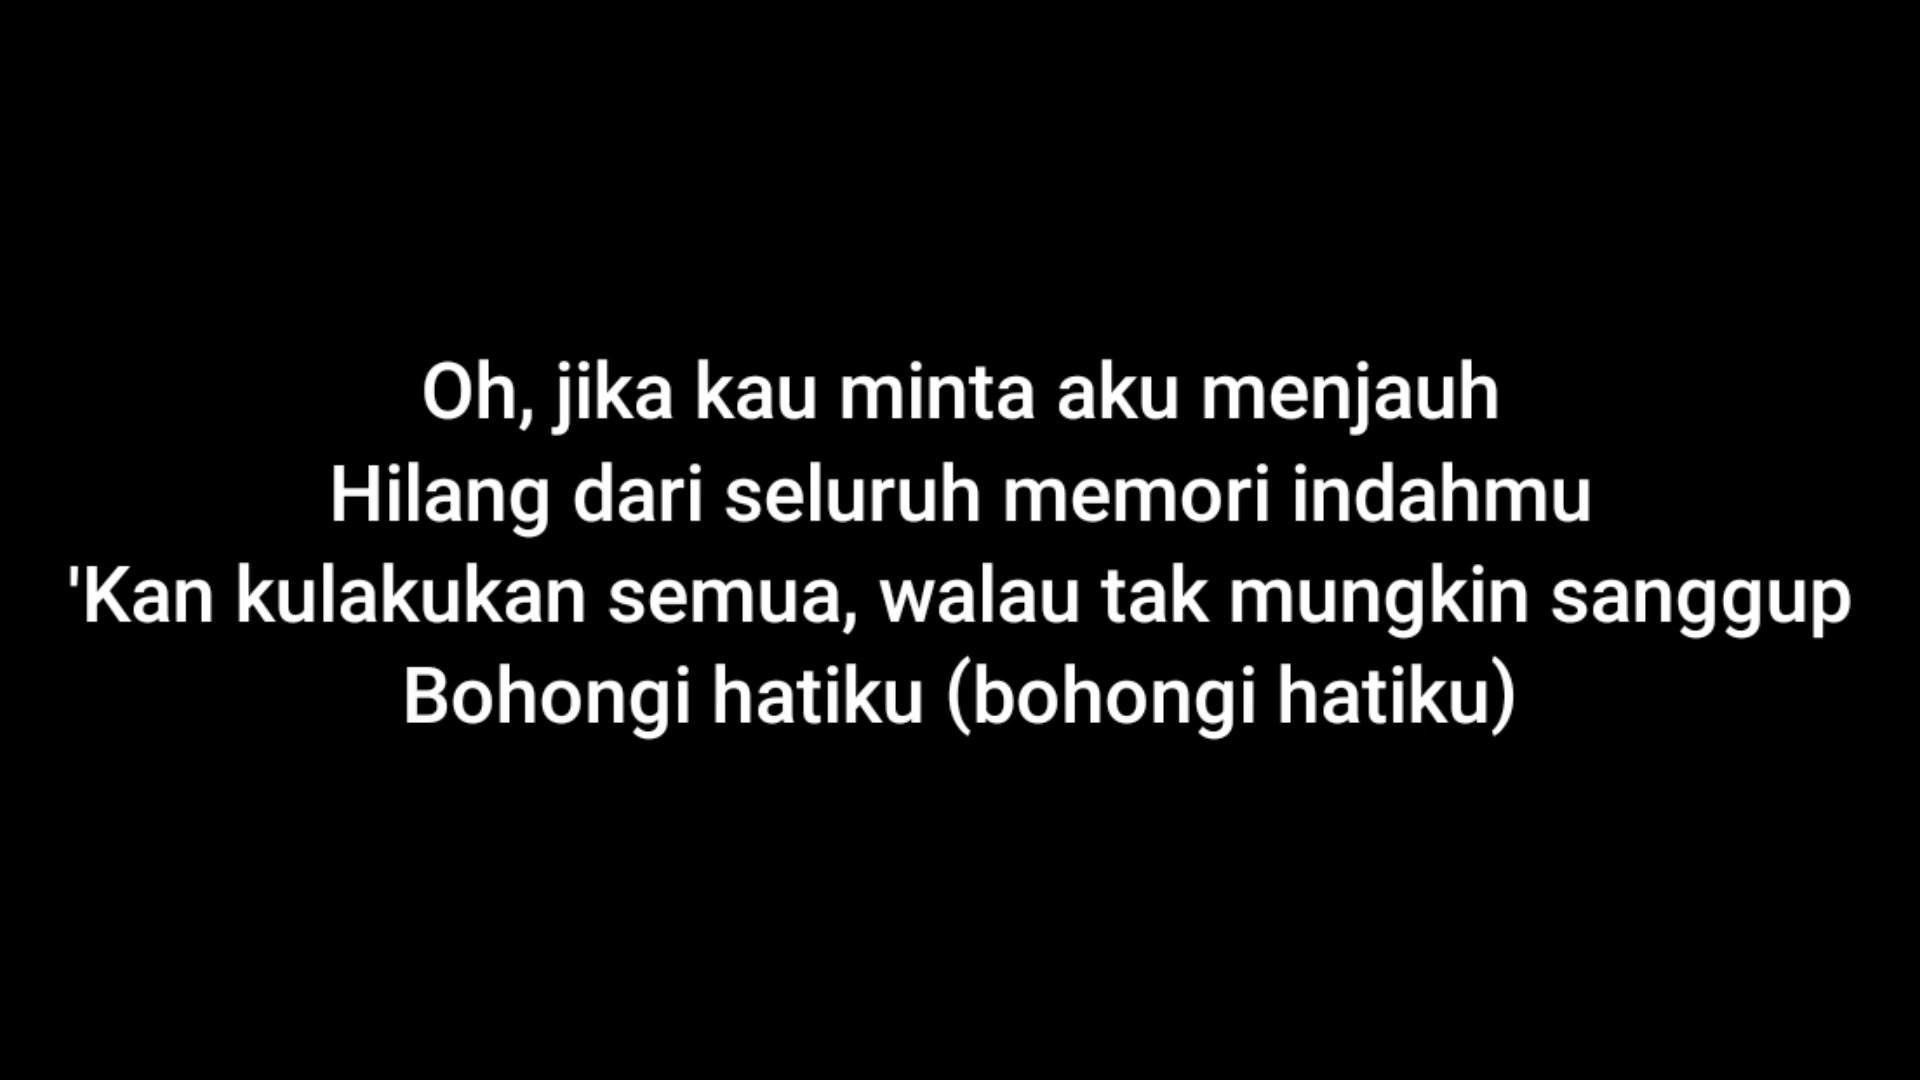 Oh, jika kau minta aku menjauh
Hilang dari seluruh memori indahmu
'Kan kulakukan semua, walau tak mungkin sanggup
Bohongi hatiku (bohongi hatiku)